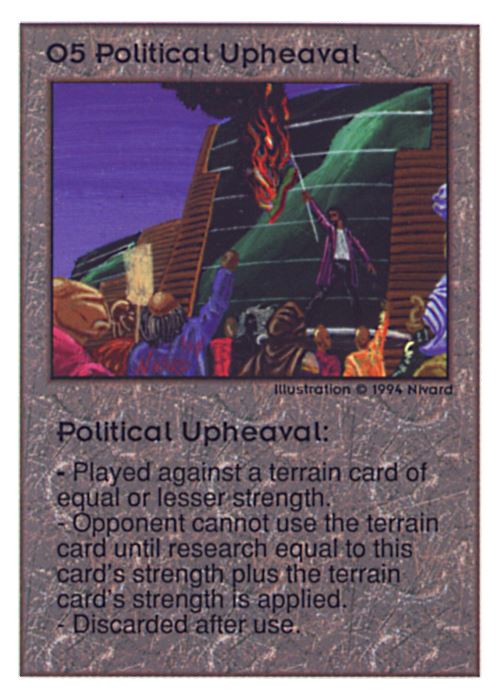 05 Political Upheaval
Illustration © 1994 Nivard
Political Upheaval:
- Played against a terrain card of
equal or lesser strength.
- Opponent cannot use the terrain
card until research equal to this
card's strength plus the terrain
card's strength is applied.
- Discarded after use.